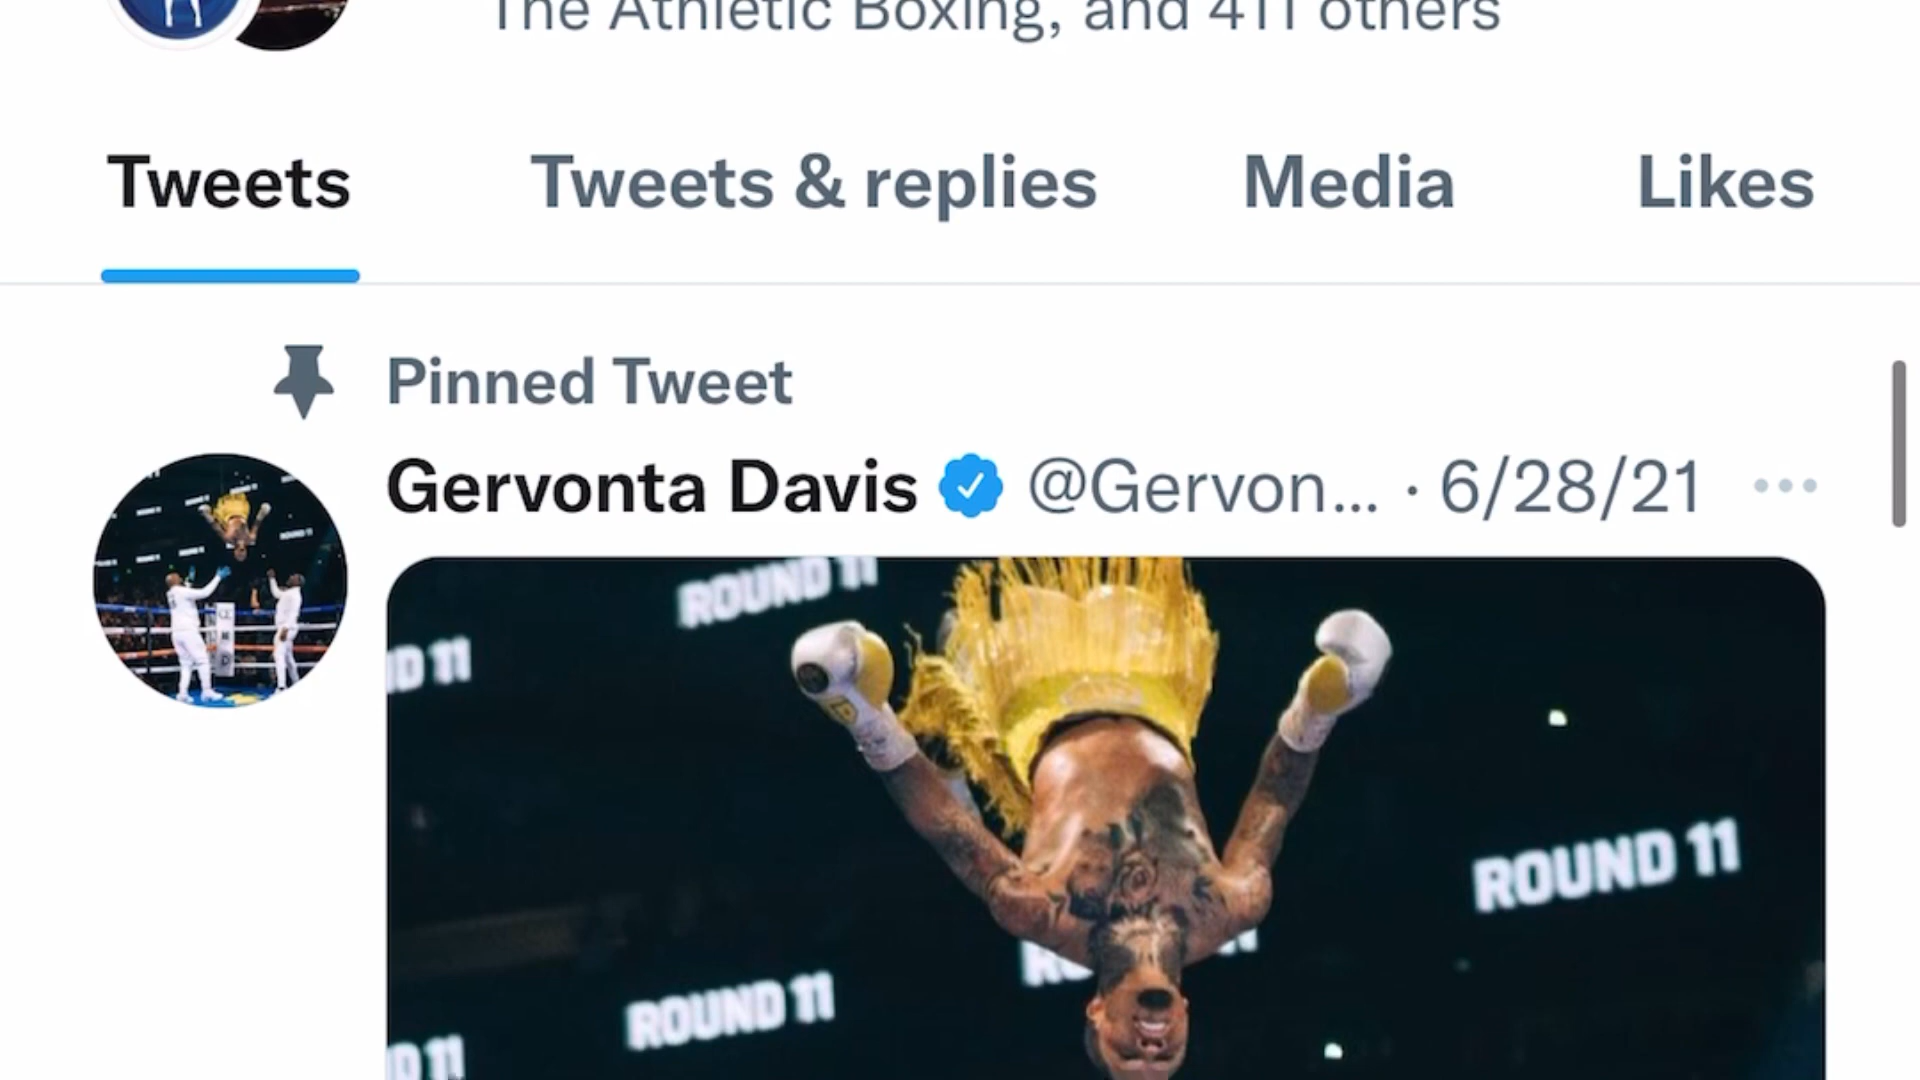 The Athletic Boxing, and 411 others
Tweets
Tweets & replies
Media
Likes
Pinned Tweet
Gervonta Davis @Gervon... · 6/28/21
ROUND 11
D 11
ROUND 11
ROUND 11
D 11